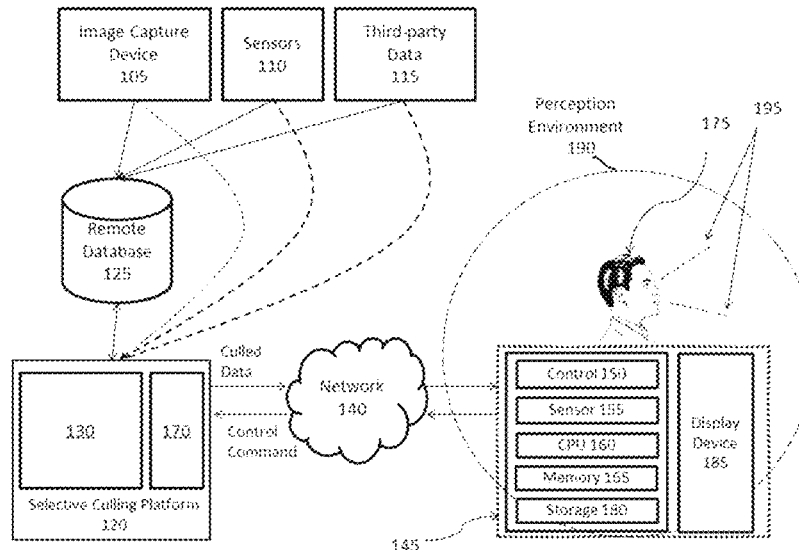 Image Capture
Device
105
Sensors
110
Third-party
Data
115
Perception
Environment
190
175
195
Remote
Database
125
Culled
Data
Network
140
Control
Command
130
170
Selective Culling Platform
120
Control 150
Sensor 155
CPU 160
Memory 165
Storage 180
Display
Device
185
145